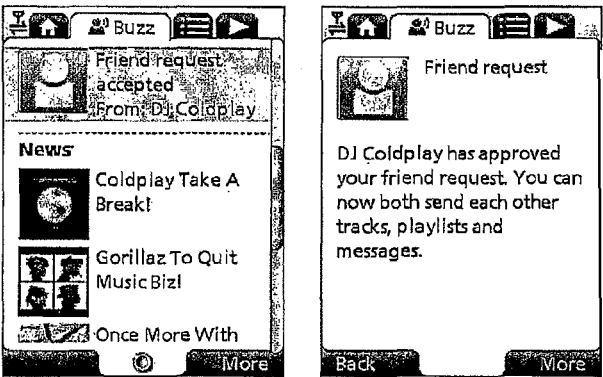 Buzz
Friend request
accepted
From: DJ Coldplay
News
Coldplay Take A
Break!
Gorillaz To Quit
Music Biz!
Once More With
More
Buzz
Friend request
DJ Coldplay has approved
your friend request. You can
now both send each other
tracks, playlists and
messages.
Back
More